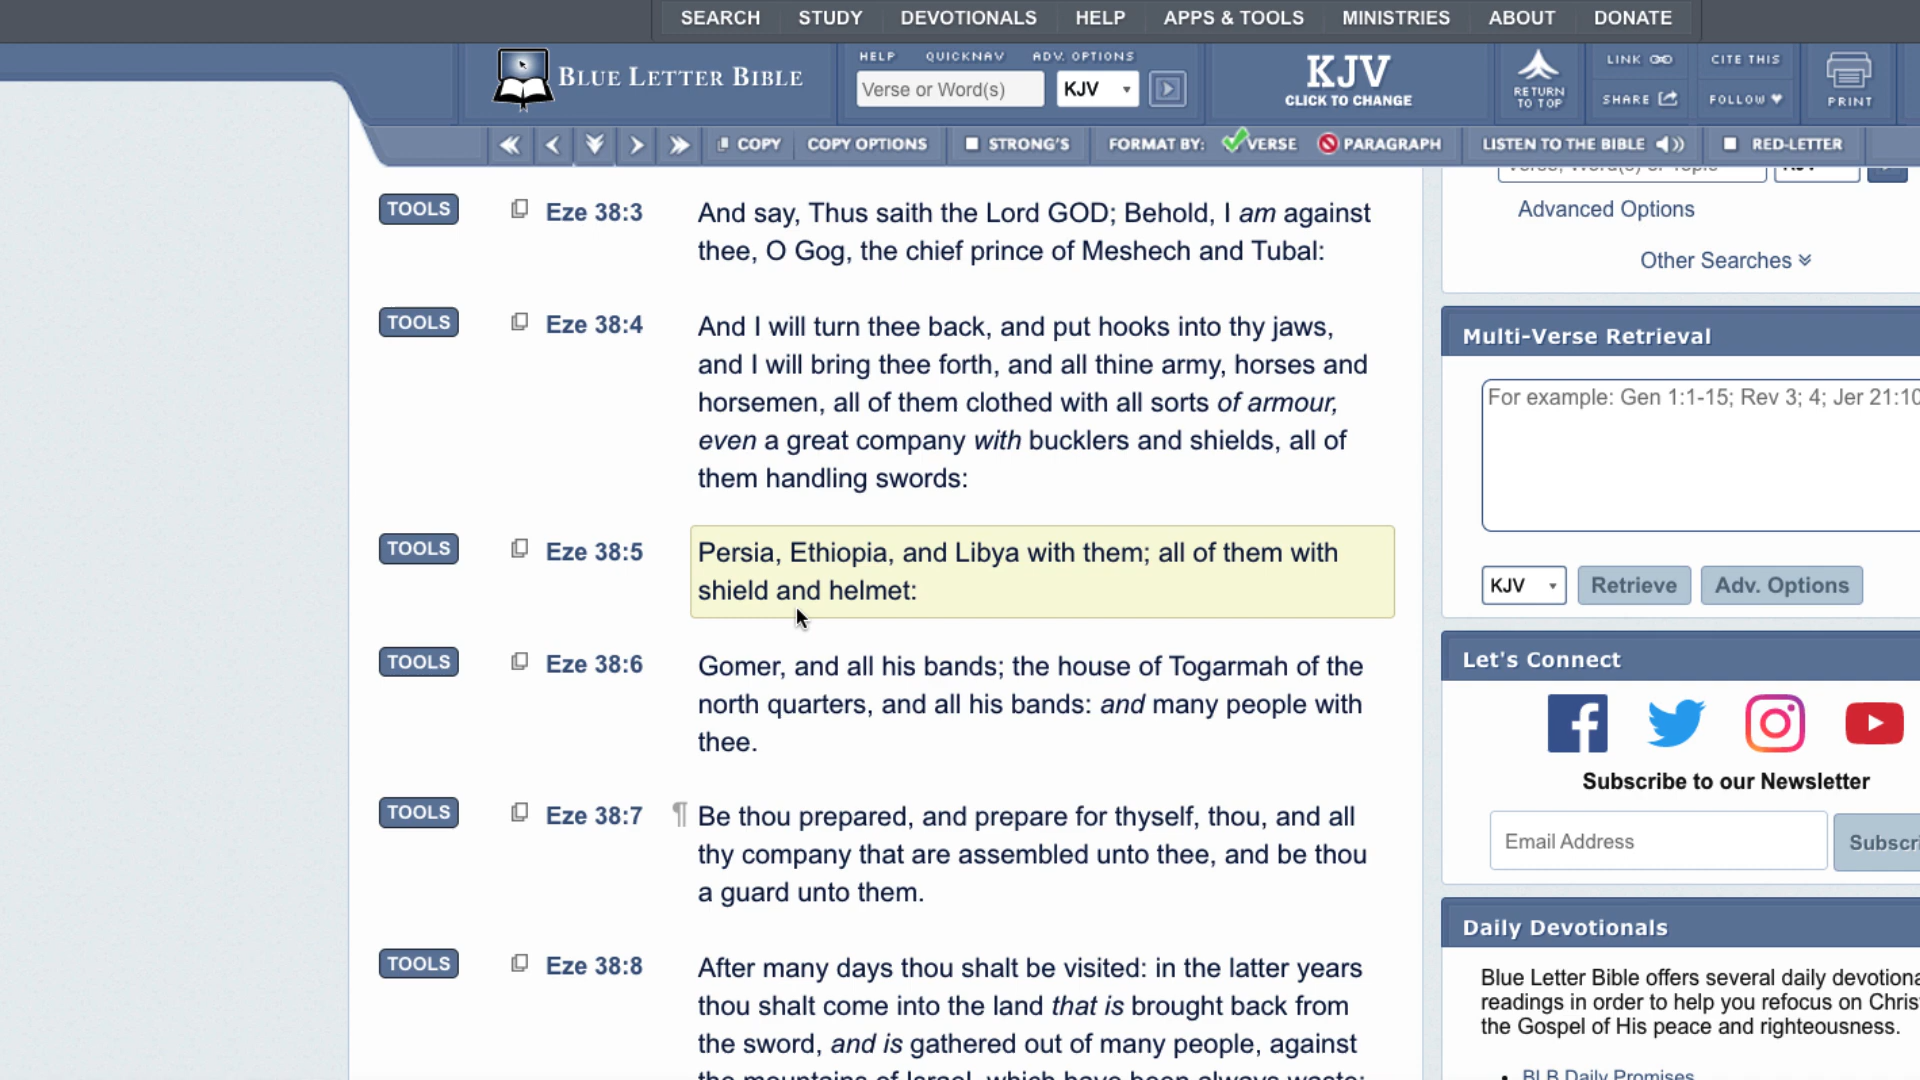 SEARCH STUDY DEVOTIONALS HELP APPS & TOOLS MINISTRIES ABOUT DONATE
BLUE LETTER BIBLE
HELP QUICKNAV ADV. OPTIONS
Verse or Word(s) KJV
KJV
CLICK TO CHANGE
RETURN
TO TOP
LINK
SHARE
CITE THIS
FOLLOW
PRINT
COPY COPY OPTIONS STRONG'S FORMAT BY: VERSE PARAGRAPH LISTEN TO THE BIBLE RED-LETTER
TOOLS Eze 38:3 And say, Thus saith the Lord GOD; Behold, I am against
thee, O Gog, the chief prince of Meshech and Tubal:
TOOLS Eze 38:4 And I will turn thee back, and put hooks into thy jaws,
and I will bring thee forth, and all thine army, horses and
horsemen, all of them clothed with all sorts of armour,
even a great company with bucklers and shields, all of
them handling swords:
TOOLS Eze 38:5 Persia, Ethiopia, and Libya with them; all of them with
shield and helmet:
TOOLS Eze 38:6 Gomer, and all his bands; the house of Togarmah of the
north quarters, and all his bands: and many people with
thee.
TOOLS Eze 38:7 ¶ Be thou prepared, and prepare for thyself, thou, and all
thy company that are assembled unto thee, and be thou
a guard unto them.
TOOLS Eze 38:8 After many days thou shalt be visited: in the latter years
thou shalt come into the land that is brought back from
the sword, and is gathered out of many people, against
the mountains of Israel, which have been always waste:
Advanced Options
Other Searches
Multi-Verse Retrieval
For example: Gen 1:1-15; Rev 3; 4; Jer 21:10
KJV Retrieve Adv. Options
Let's Connect
Subscribe to our Newsletter
Email Address Subscri
Daily Devotionals
Blue Letter Bible offers several daily devotiona
readings in order to help you refocus on Chris
the Gospel of His peace and righteousness.
• BLB Daily Promises